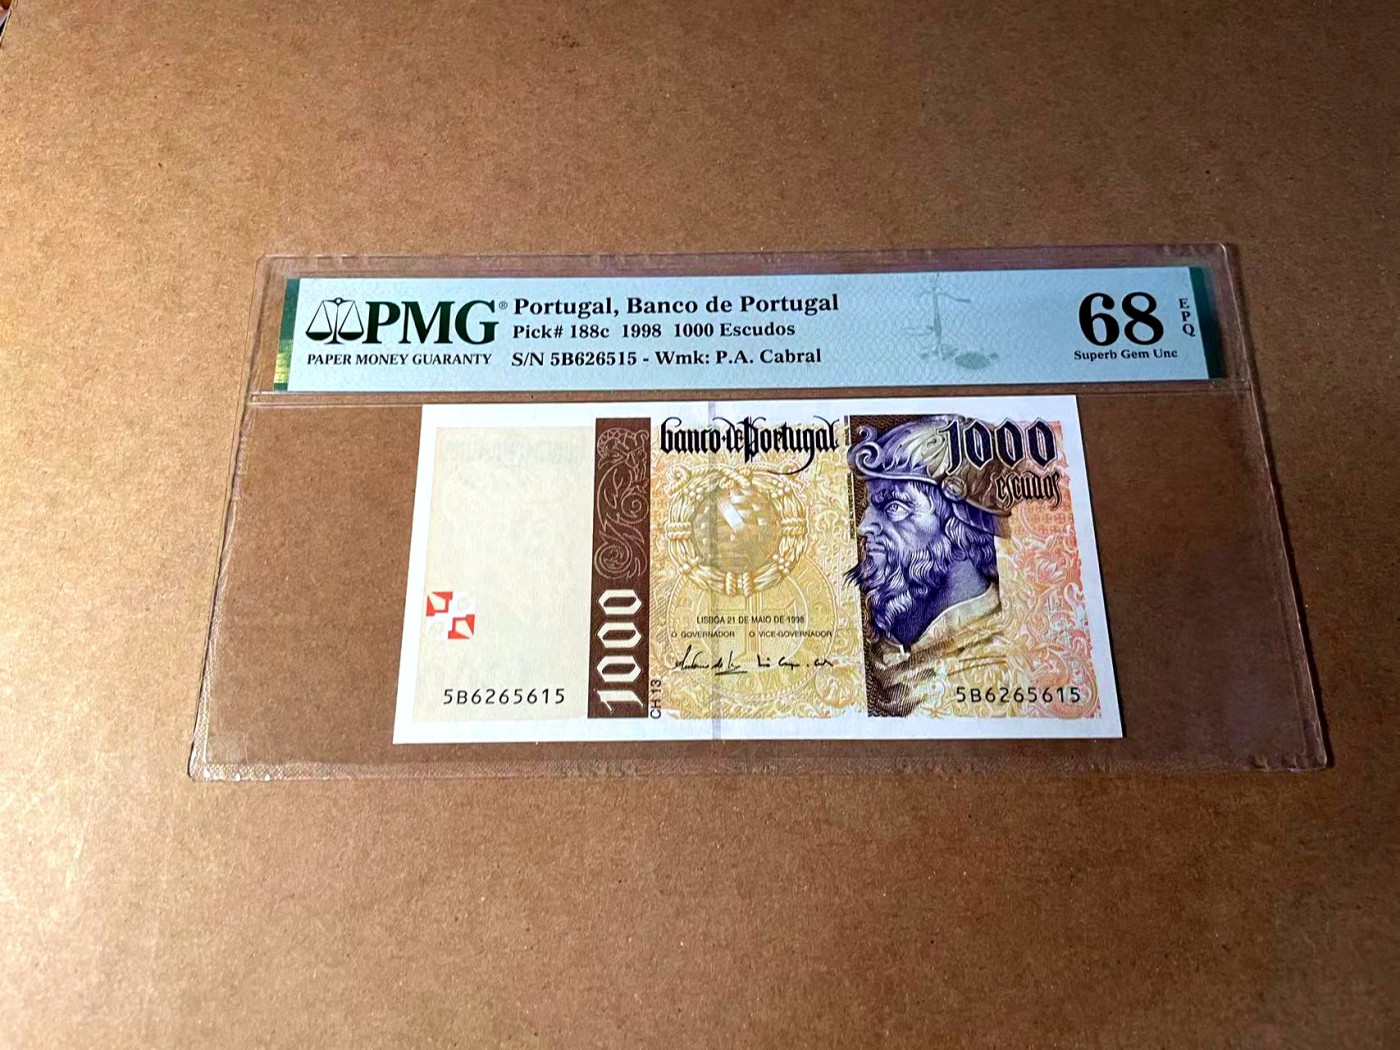 PMG®
PAPER MONEY GUARANTY
Portugal, Banco de Portugal
Pick# 188c 1998 1000 Escudos
S/N 5B626515 - Wmk: P.A. Cabral
68
EPQ
Superb Gem Unc
banco de Portugal
1000
escudos
1000
CH 13
LISBOA 21 DE MAIO DE 1998
O GOVERNADOR O VICE-GOVERNADOR
5B6265615
5B6265615